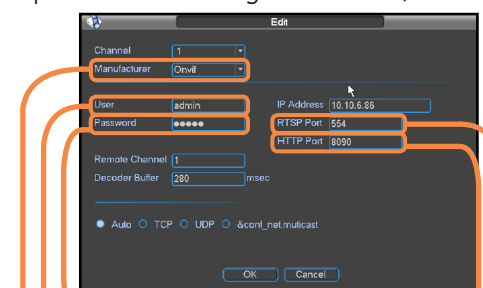 Edit
Channel 1
Manufacturer Onvif
User admin IP Address 10.10.6.86
Password ●●●●● RTSP Port 554
HTTP Port 8090
Remote Channel 1
Decoder Buffer 280 msec
Auto TCP UDP &conf_net.muticast
OK Cancel